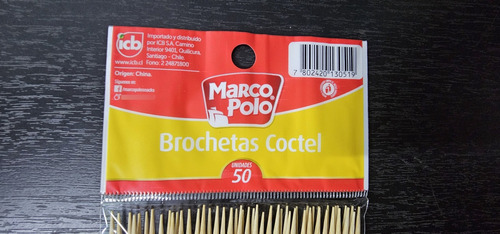 icb
www.icb.cl
Importado y distribuido
por ICB S.A. Camino
Interior 9401, Quilicura,
Santiago - Chile.
Fono: 2 24871800
Origen: China.
Síguenos en
MARCO
POLO
Brochetas Coctel
UNIDADES
50
7 802420 130519